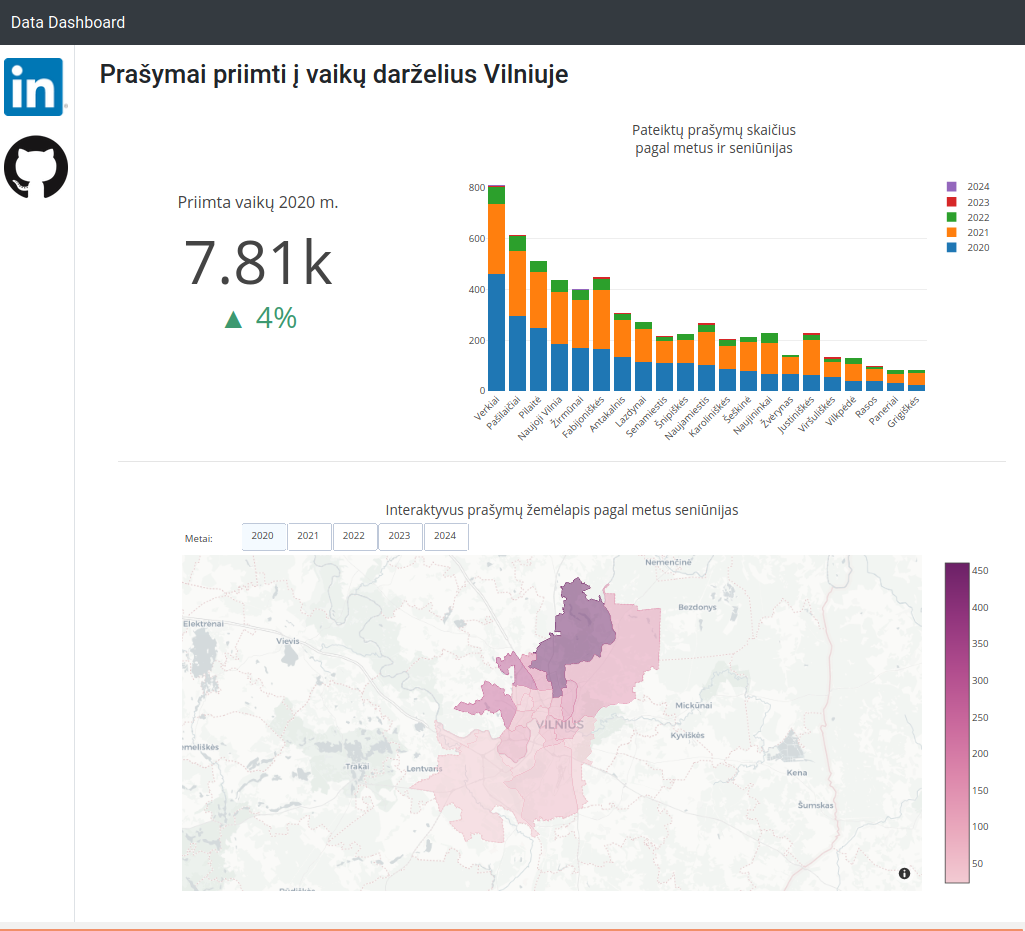 Data Dashboard
in
Prašymai priimti į vaikų darželius Vilniuje
Priimta vaikų 2020 m.
7.81k
▲ 4%
Pateiktų prašymų skaičius
pagal metus ir seniūnijas
800
600
400
200
0
Verkiai
Pašilaičiai
Pilaitė
Naujoji Vilnia
Žirmūnai
Fabijoniškės
Antakalnis
Lazdynai
Senamiestis
Šnipiškės
Naujamiestis
Karoliniškės
Šeškinė
Naujininkai
Žvėrynas
Justiniškės
Viršuliškės
Vilkpėdė
Rasos
Paneriai
Grigiškės
2024
2023
2022
2021
2020
Interaktyvus prašymų žemėlapis pagal metus seniūnijas
Metai:
2020
2021
2022
2023
2024
Nemenčinė
Bezdonys
Elektrėnai
Vievis
Mickūnai
VILNIUS
Kyviškės
meliškės
Trakai
Lentvaris
Kena
Šumskas
Rūdiškės
450
400
350
300
250
200
150
100
50